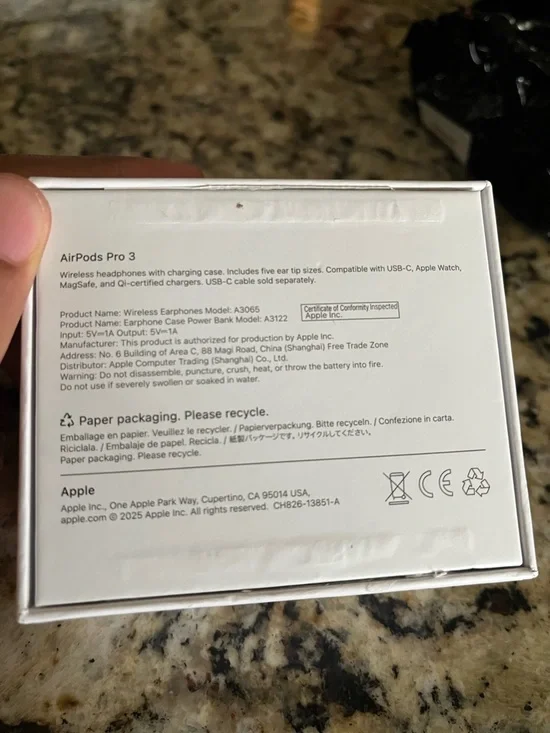 AirPods Pro 3
Wireless headphones with charging case. Includes five ear tip sizes. Compatible with USB-C, Apple Watch,
MagSafe, and Qi-certified chargers. USB-C cable sold separately.
Product Name: Wireless Earphones Model: A3065
Product Name: Earphone Case Power Bank Model: A3122
Input: 5V⎓1A Output: 5V⎓1A
Certificate of Conformity Inspected
Apple Inc.
Manufacturer: This product is authorized for production by Apple Inc.
Address: No. 6 Building of Area C, 88 Magi Road, China (Shanghai) Free Trade Zone
Distributor: Apple Computer Trading (Shanghai) Co., Ltd.
Warning: Do not disassemble, puncture, crush, heat, or throw the battery into fire.
Do not use if severely swollen or soaked in water.
Paper packaging. Please recycle.
Emballage en papier. Veuillez le recycler. / Papierverpackung. Bitte recyceln. / Confezione in carta.
Riciclala. / Embalaje de papel. Recicla. / 紙製パッケージです。リサイクルしてください。
Paper packaging. Please recycle.
Apple
Apple Inc., One Apple Park Way, Cupertino, CA 95014 USA,
apple.com © 2025 Apple Inc. All rights reserved. CH826-13851-A
CE